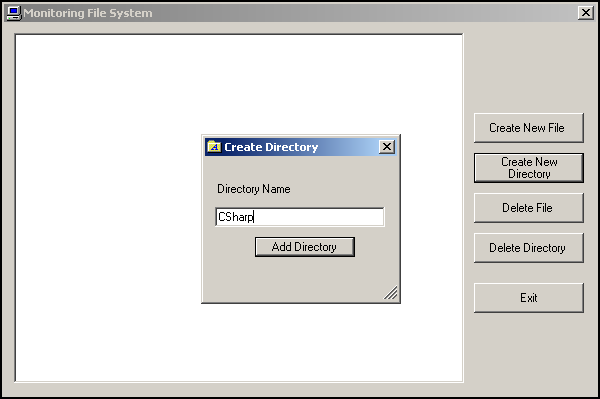 Monitoring File System
Create Directory
Directory Name
CSharp
Add Directory
Create New File
Create New
Directory
Delete File
Delete Directory
Exit